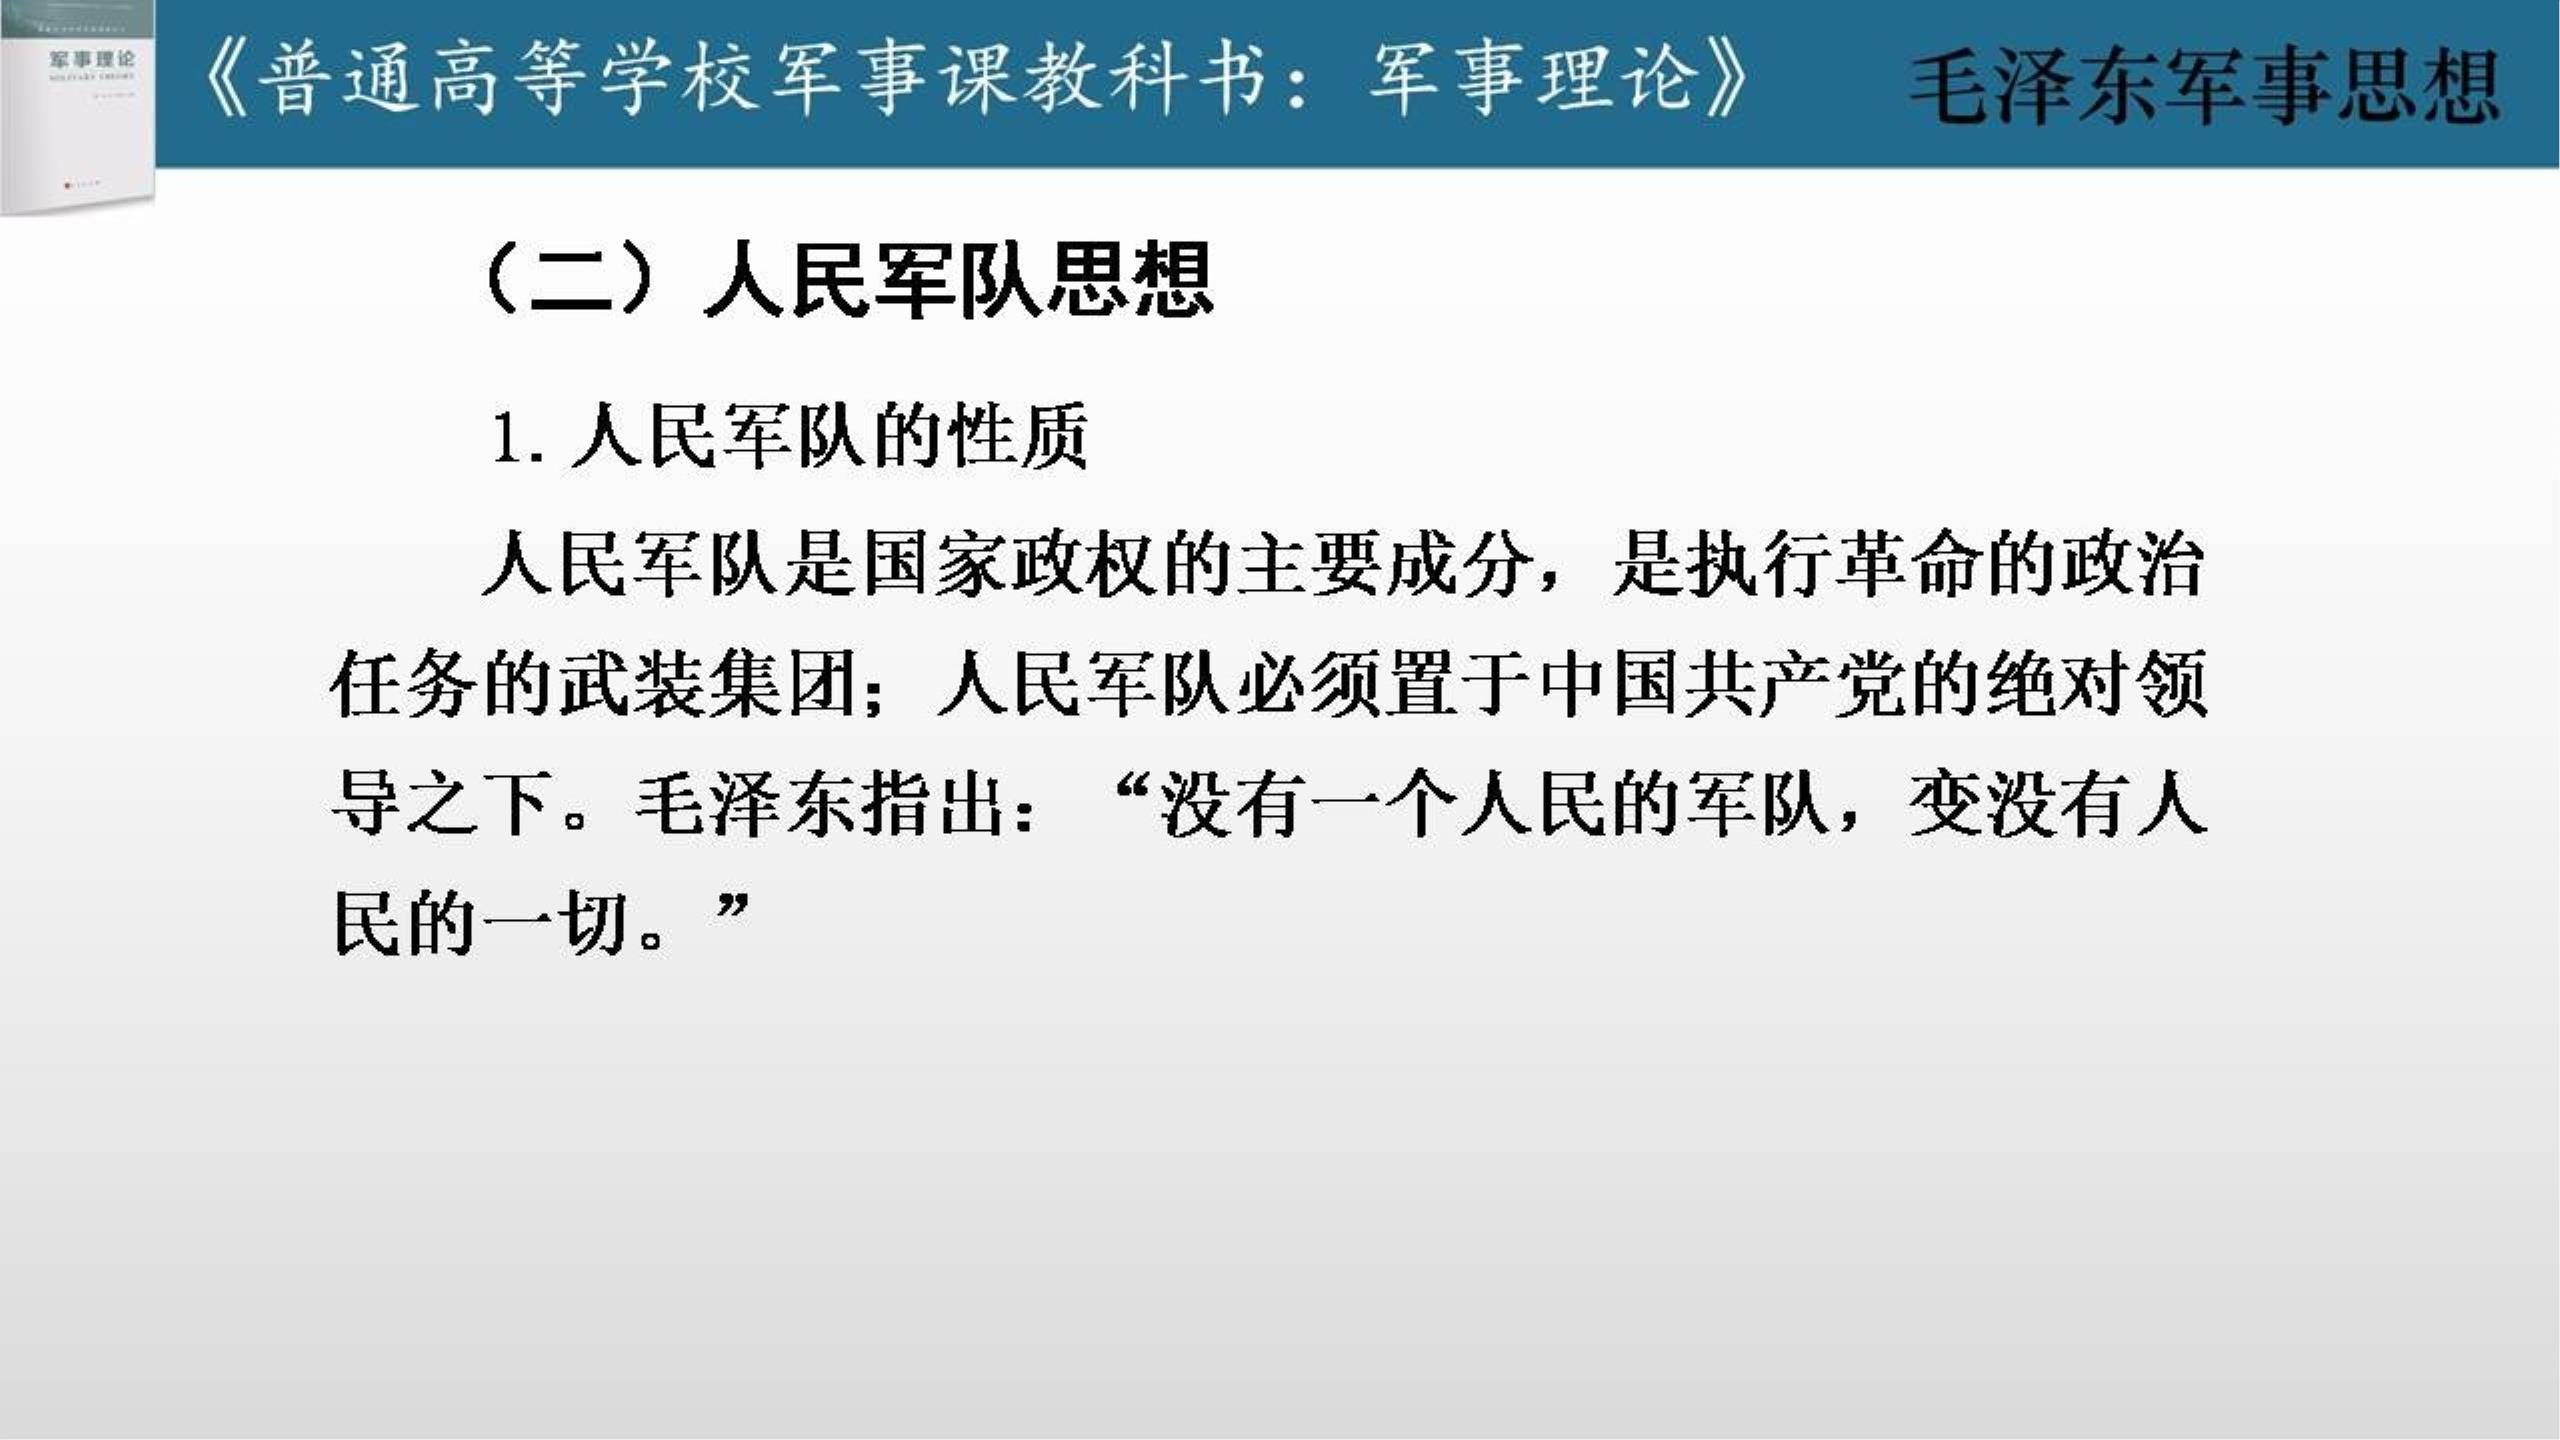 军事理论
MILITARY THEORY
《普通高等学校军事课教科书：军事理论》
毛泽东军事思想
（二）人民军队思想
1.人民军队的性质
人民军队是国家政权的主要成分，是执行革命的政治
任务的武装集团；人民军队必须置于中国共产党的绝对领
导之下。毛泽东指出：“没有一个人民的军队，变没有人
民的一切。”